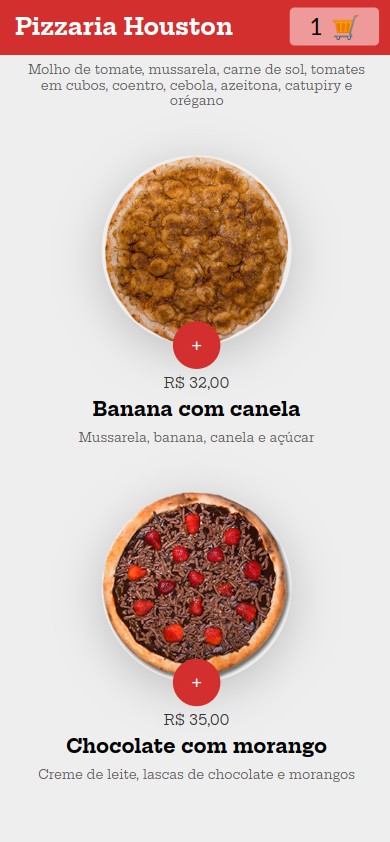 Pizzaria Houston
1
Molho de tomate, mussarela, carne de sol, tomates
em cubos, coentro, cebola, azeitona, catupiry e
orégano
+
R$ 32,00
Banana com canela
Mussarela, banana, canela e açúcar
+
R$ 35,00
Chocolate com morango
Creme de leite, lascas de chocolate e morangos